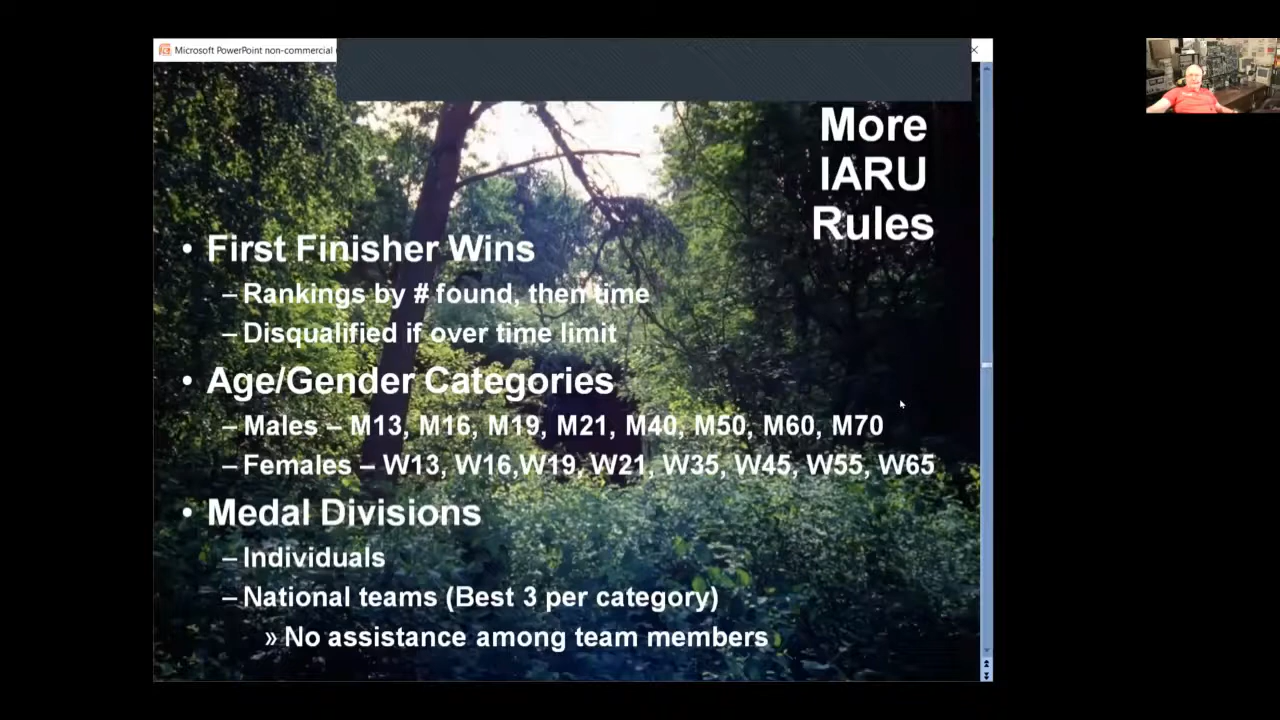 Microsoft PowerPoint non-commercial
More
IARU
Rules
• First Finisher Wins
– Rankings by # found, then time
– Disqualified if over time limit
• Age/Gender Categories
– Males – M13, M16, M19, M21, M40, M50, M60, M70
– Females – W13, W16,W19, W21, W35, W45, W55, W65
• Medal Divisions
– Individuals
– National teams (Best 3 per category)
» No assistance among team members